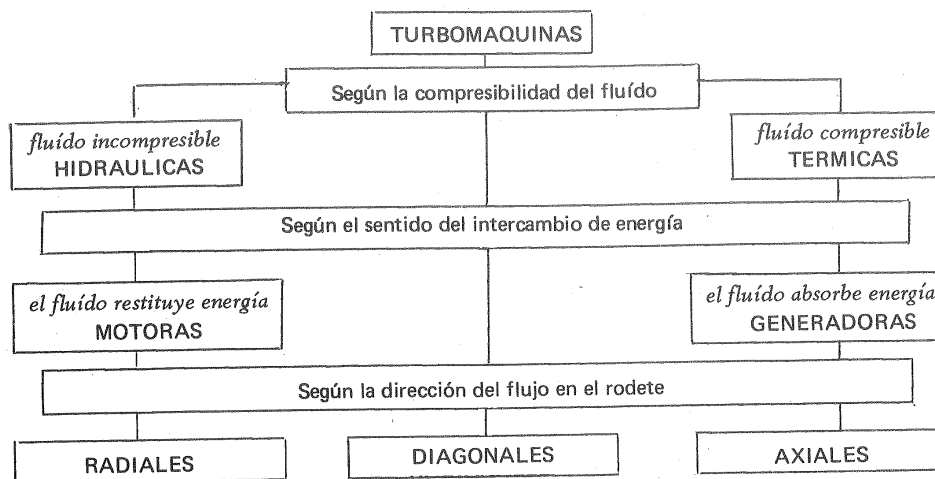 TURBOMAQUINAS
Según la compresibilidad del fluído
fluído incompresible
HIDRAULICAS
fluído compresible
TERMICAS
Según el sentido del intercambio de energía
el fluído restituye energía
MOTORAS
el fluído absorbe energía
GENERADORAS
Según la dirección del flujo en el rodete
RADIALES
DIAGONALES
AXIALES